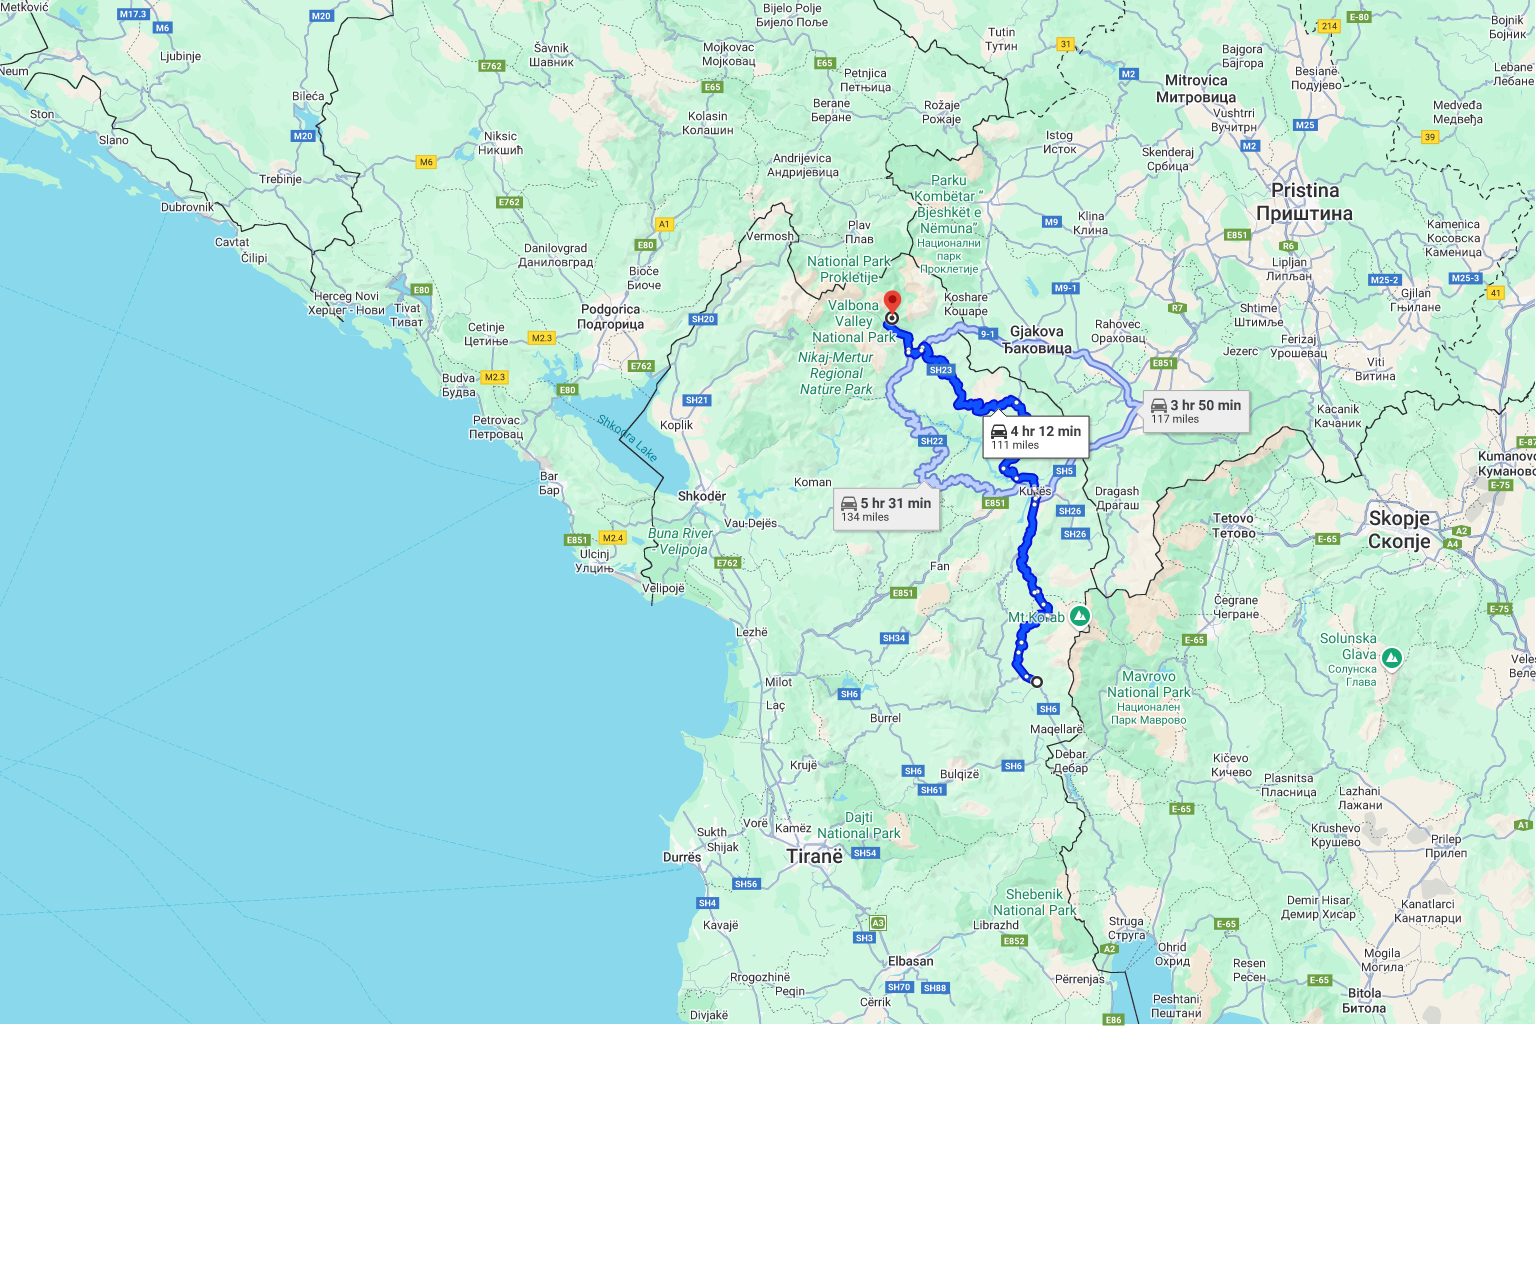 Metković
M17.3
M20
M6
Ljubinje
Neum
Ston
Slano
Bileća
M20
Trebinje
Dubrovnik
Cavtat
Čilipi
Herceg Novi
Херцег - Нови
E762
Šavnik
Шавник
Niksic
Никшић
M6
E762
Danilovgrad
Даниловград
E80
Tivat
Тиват
Cetinje
Цетиње
M2.3
Budva
Будва
M2.3
Petrovac
Петровац
E80
E762
Bar
Бар
E851
M2.4
Ulcinj
Улцињ
Bijelo Polje
Бијело Поље
Mojkovac
Мојковац
E65
E65
Petnjica
Петњица
Berane
Беране
Kolasin
Колашин
Andrijevica
Андријевица
A1
E80
Bioče
Биоче
Podgorica
Подгорица
Vermosh
Plav
Плав
National Park
Prokletije
SH20
SH21
Koplik
Shkodra Lake
Shkodër
Vau-Dejës
Buna River
-Velipoja
E762
Velipojë
Tutin
Тутин
31
Rožaje
Рожаје
Istog
Исток
Parku
Kombëtar "
Bjeshkët e
Nëmuna"
Национални
парк
Проклетије
Koshare
Кошаре
Valbona
Valley
National Park
Nikaj-Mertur
Regional
Nature Park
SH23
9-1
Gjakova
Ђаковица
SH22
Koman
4 hr 12 min
111 miles
3 hr 50 min
117 miles
5 hr 31 min
134 miles
SH5
Kukës
E851
SH26
SH26
Dragash
Драгаш
Fan
E851
Mt Korab
SH34
Lezhë
Milot
Laç
SH6
Burrel
SH6
Maqellarë
Debar
Дебар
Krujë
SH6
SH61
Bulqizë
SH6
Vorë
Kamëz
Sukth
Shijak
Durrës
Tiranë
SH54
Dajti
National Park
SH56
SH4
Kavajë
A3
SH3
Shebenik
National Park
Librazhd
E852
Elbasan
SH70
SH88
Rrogozhinë
Peqin
Cërrik
Divjakë
Përrenjas
E86
E-80
214
Bojnik
Бојник
M2
Bajgora
Бајгора
Mitrovica
Митровица
Besianë
Подујево
Lebane
Лебане
Vushtrri
Вучитрн
M25
M2
Medveđa
Медвеђа
39
Skenderaj
Србица
Pristina
Приштина
M9
Klina
Клина
E851
R6
Lipljan
Липљан
Kamenica
Косовска
Каменица
M25-2
M25-3
M9-1
R7
Shtime
Штимље
Gjilan
Гњилане
41
Rahovec
Ораховац
E851
Jezerc
Ferizaj
Урошевац
Viti
Витина
Kacanik
Качаник
E-87
Kumanovo
Куманово
E-75
Tetovo
Тетово
E-65
Skopje
Скопје
A2
A4
Čegrane
Чегране
E-75
E-65
Solunska
Glava
Солунска
Глава
Veles
Велес
Mavrovo
National Park
Национален
Парк Маврово
Kičevo
Кичево
Plasnitsa
Пласница
Lazhani
Лажани
E-65
Krushevo
Крушево
Prilep
Прилеп
A1
Demir Hisar
Демир Хисар
Kanatlarci
Канатларци
Struga
Струга
A2
E-65
Ohrid
Охрид
Resen
Ресен
E-65
Mogila
Могила
Bitola
Битола
Peshtani
Пештани